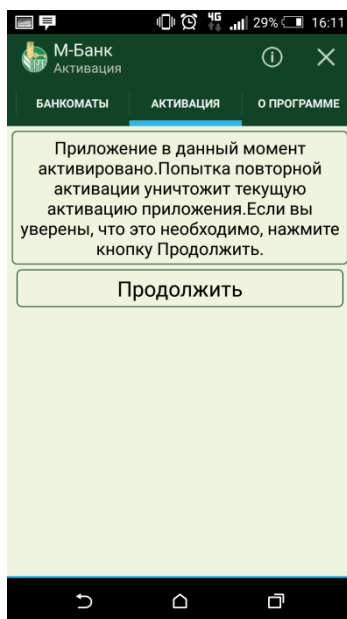 4G 29% 16:11
М-Банк
Активация
БАНКОМАТЫ АКТИВАЦИЯ О ПРОГРАММЕ
Приложение в данный момент
активировано.Попытка повторной
активации уничтожит текущую
активацию приложения.Если вы
уверены, что это необходимо, нажмите
кнопку Продолжить.
Продолжить